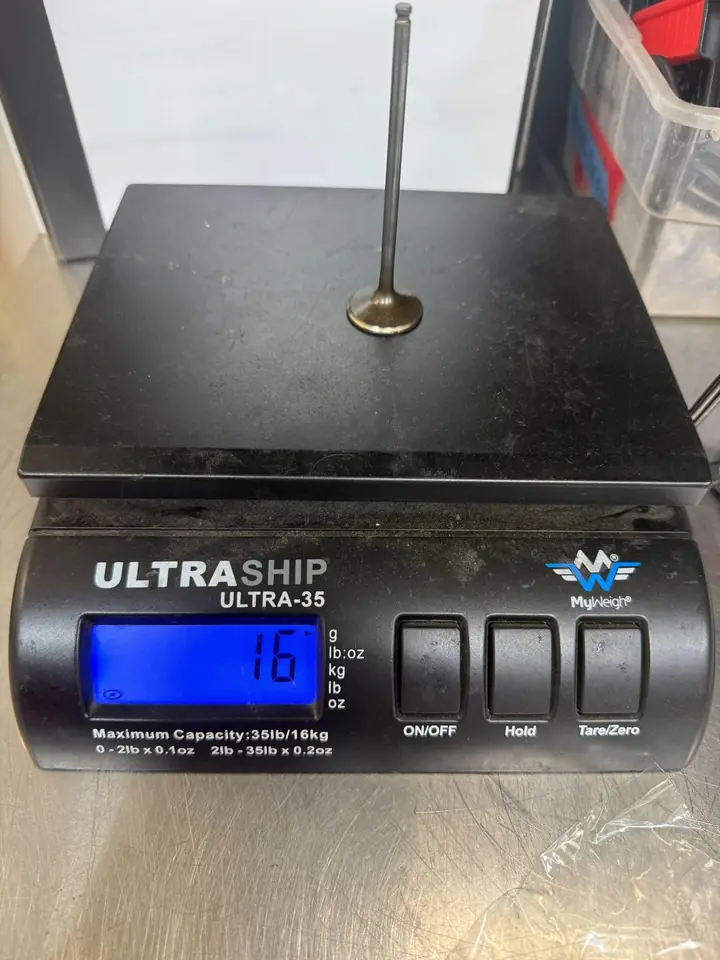 ULTRASHIP
ULTRA-35
MW®
MyWeigh®
16
g
lb:oz
kg
lb
oz
ON/OFF
Hold
Tare/Zero
Maximum Capacity:35lb/16kg
0 - 2lb x 0.1oz 2lb - 35lb x 0.2oz